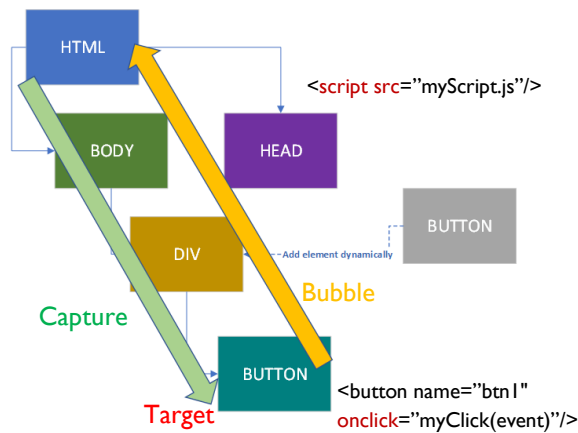 HTML
<script src=”myScript.js”/>
BODY
HEAD
BUTTON
DIV
Add element dynamically
Bubble
Capture
BUTTON
<button name=”btn1"
Target
onclick=”myClick(event)”/>